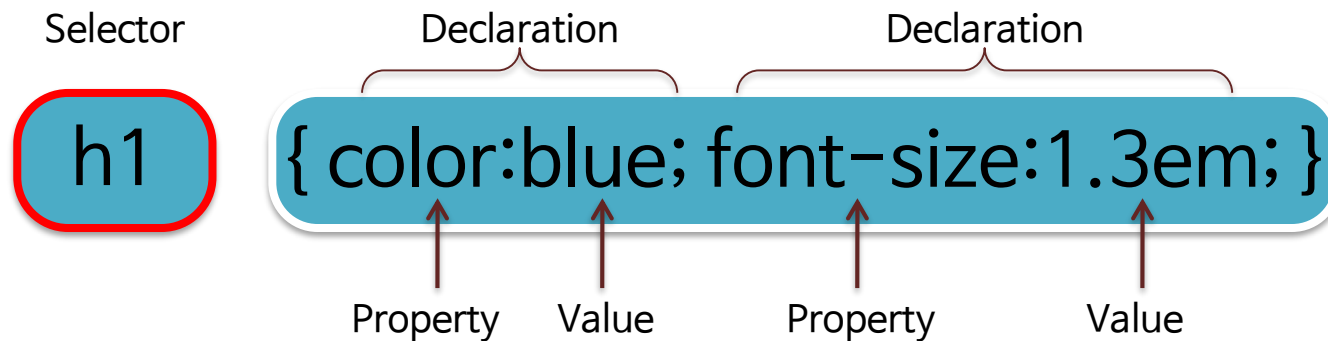 Selector Declaration Declaration
h1 { color:blue; font-size:1.3em; }
Property Value Property Value